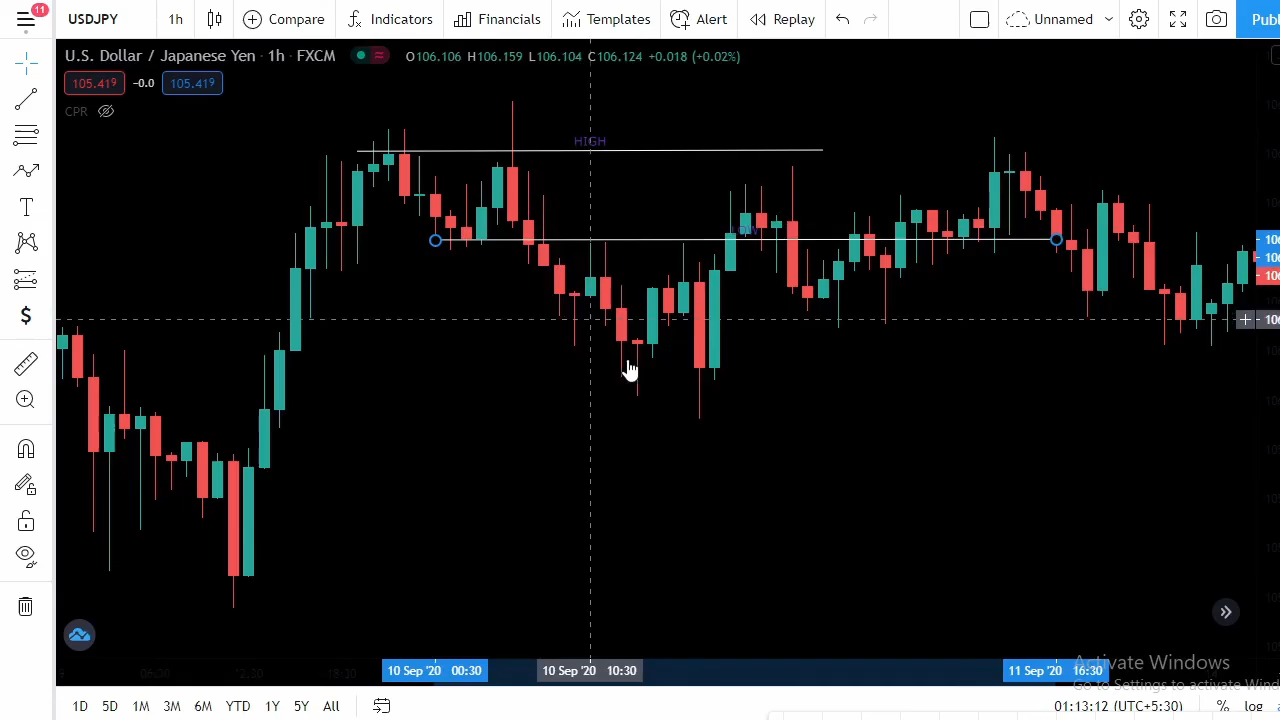 11
USDJPY 1h Compare Indicators Financials Templates Alert Replay Unnamed Publ
U.S. Dollar / Japanese Yen · 1h · FXCM O106.106 H106.159 L106.104 C106.124 +0.018 (+0.02%)
105.419 -0.0 105.419
CPR
HIGH
LOW
10 Sep '20 00:30 10 Sep '20 10:30 11 Sep '20 16:30
Activate Windows
Go to Settings to activate Wind
1D 5D 1M 3M 6M YTD 1Y 5Y All 01:13:12 (UTC+5:30) % log